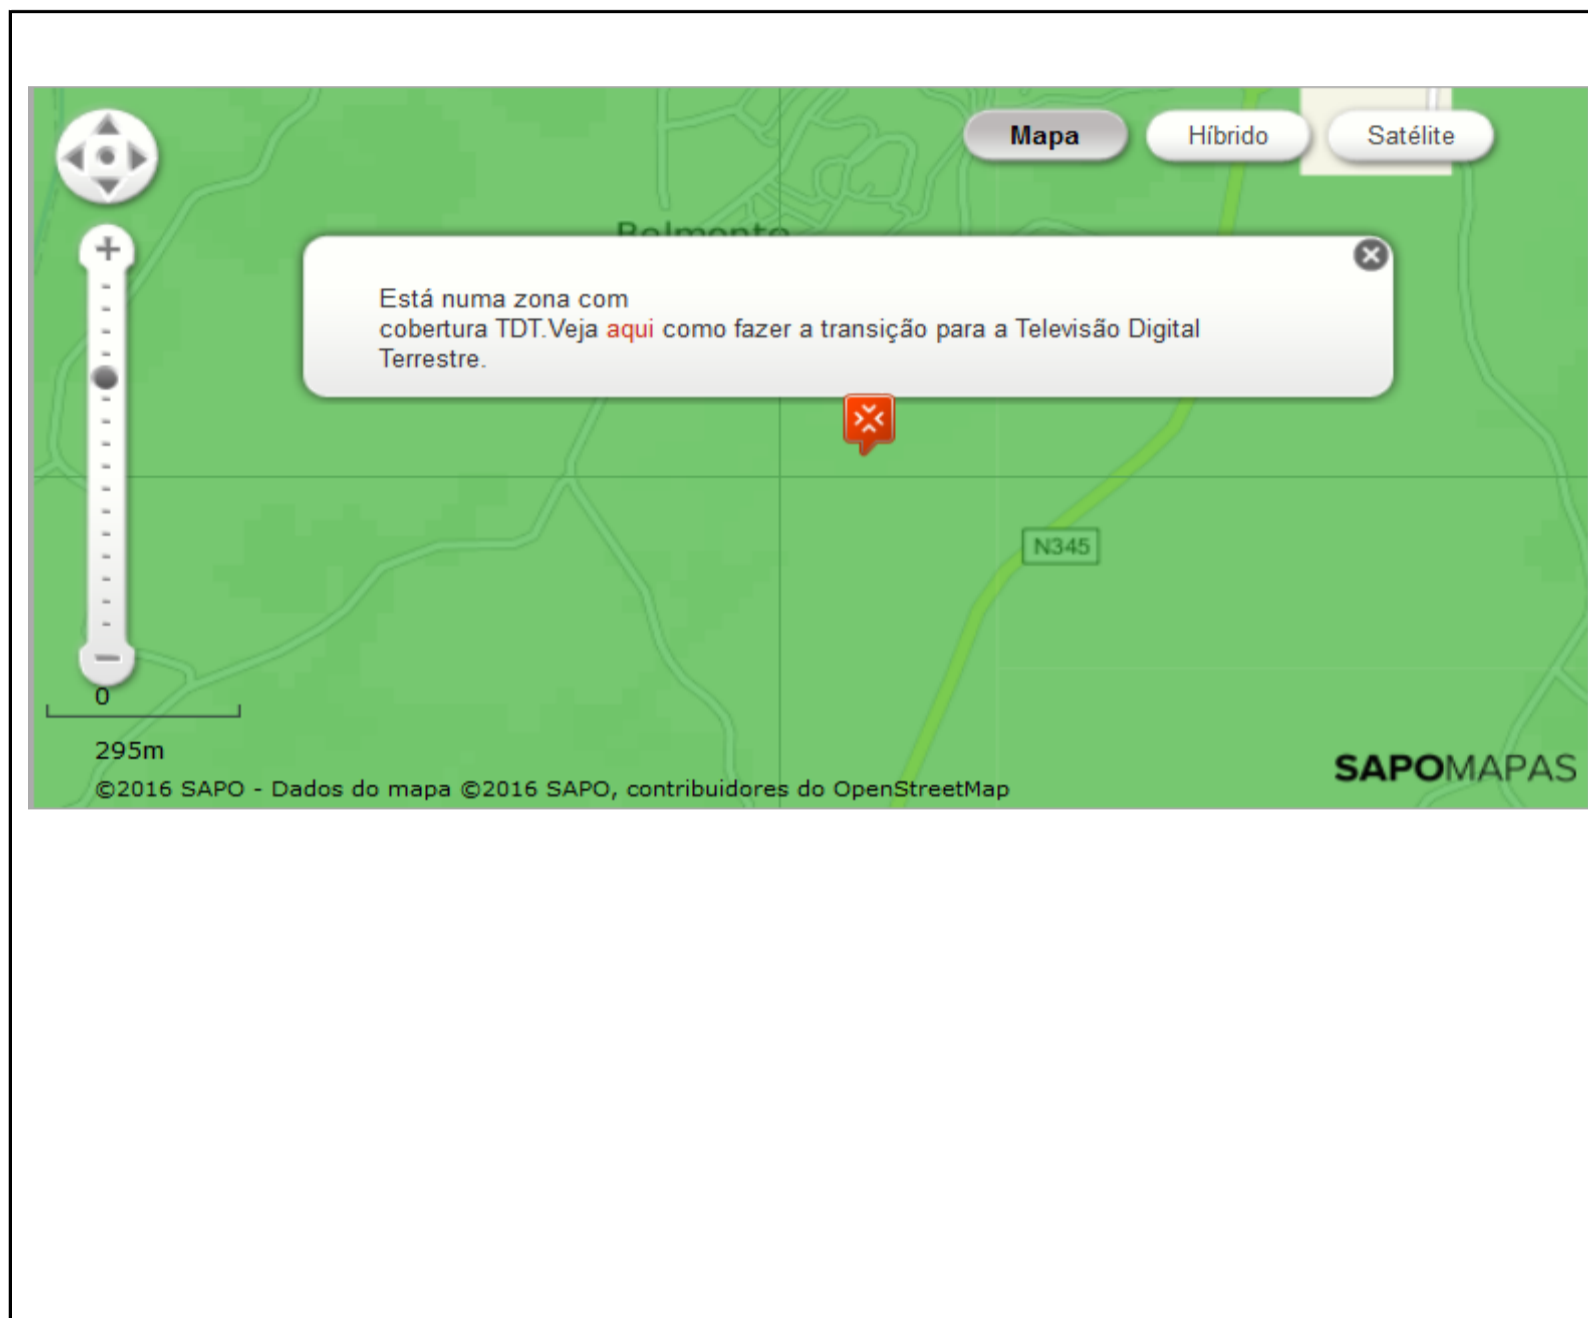 Mapa
Híbrido
Satélite
Belmonte
Está numa zona com
cobertura TDT.Veja aqui como fazer a transição para a Televisão Digital
Terrestre.
N345
0
295m
SAPOMAPAS
©2016 SAPO - Dados do mapa ©2016 SAPO, contribuidores do OpenStreetMap